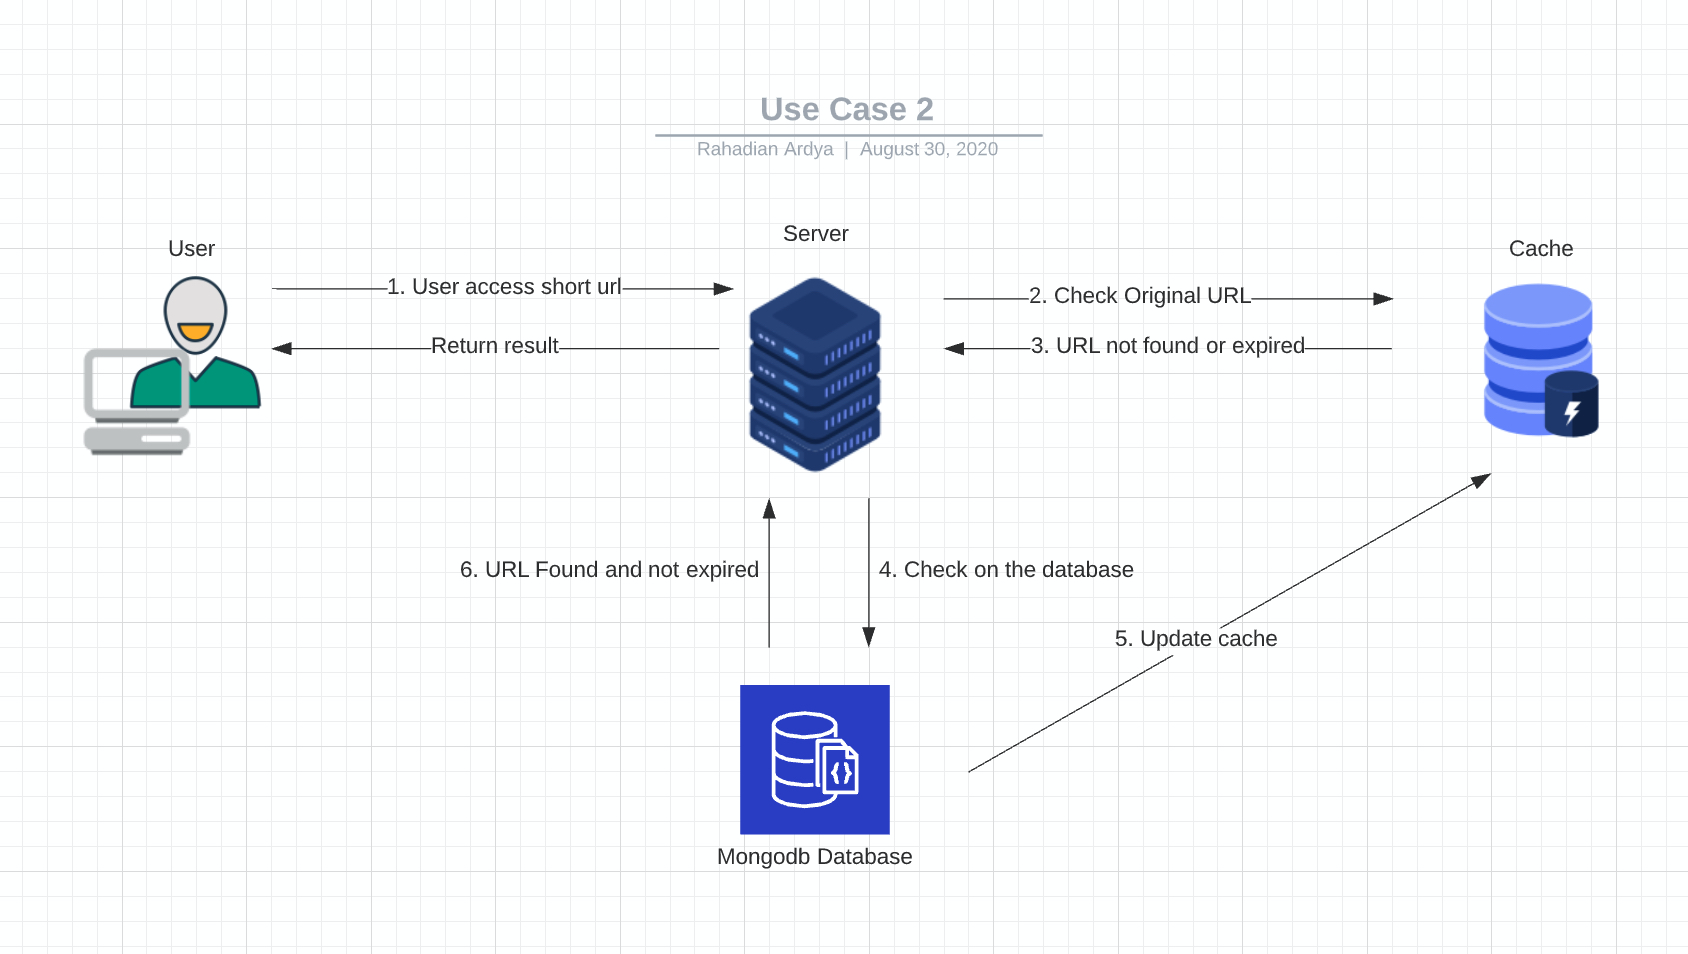 Use Case 2
Rahadian Ardya | August 30, 2020
Server
User
Cache
1. User access short url
2. Check Original URL
Return result
3. URL not found or expired
6. URL Found and not expired
4. Check on the database
5. Update cache
Mongodb Database